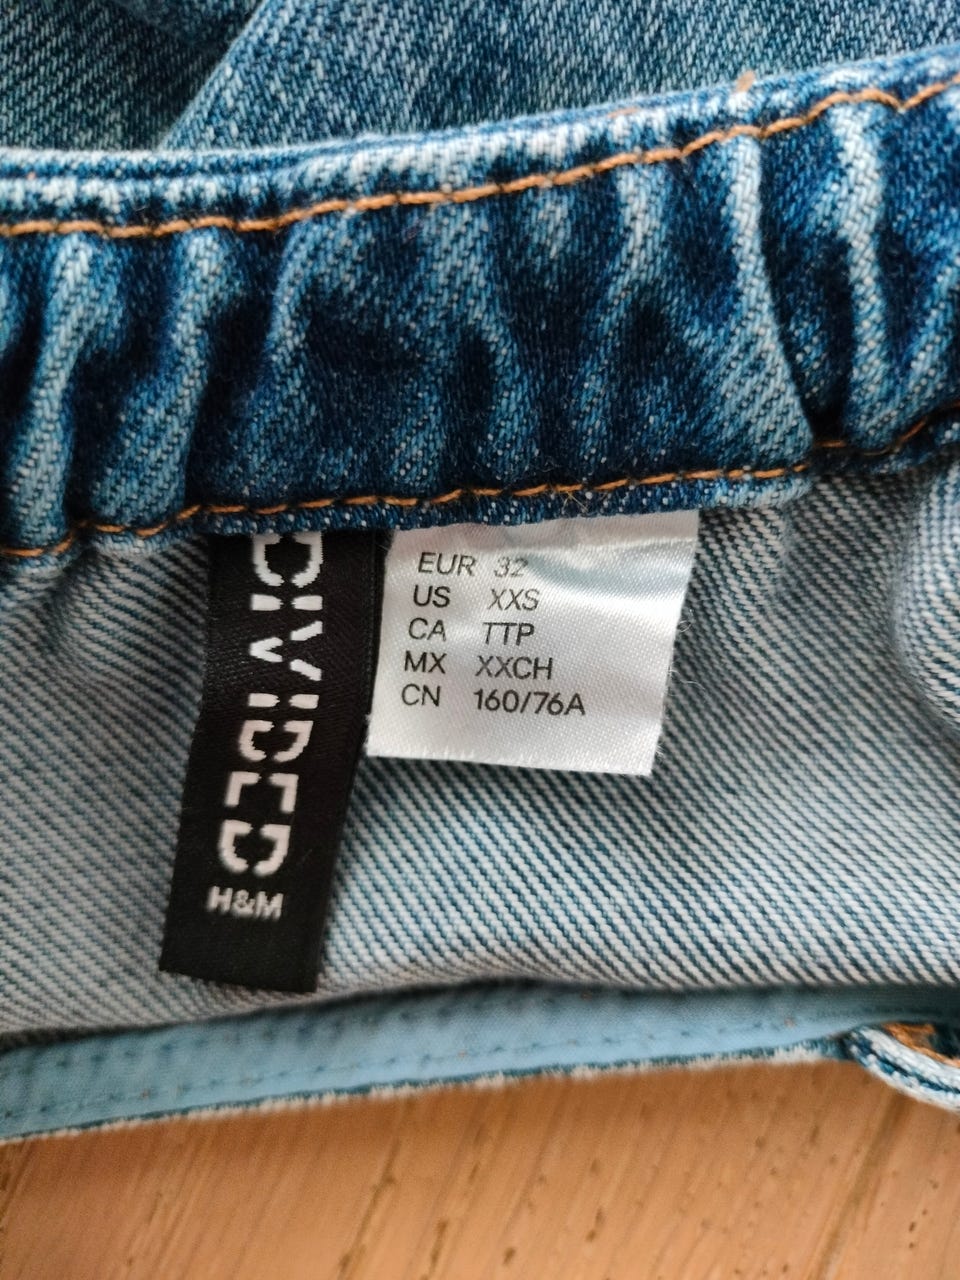 DIVIDED
H&M
EUR 32
US XXS
CA TTP
MX XXCH
CN 160/76A